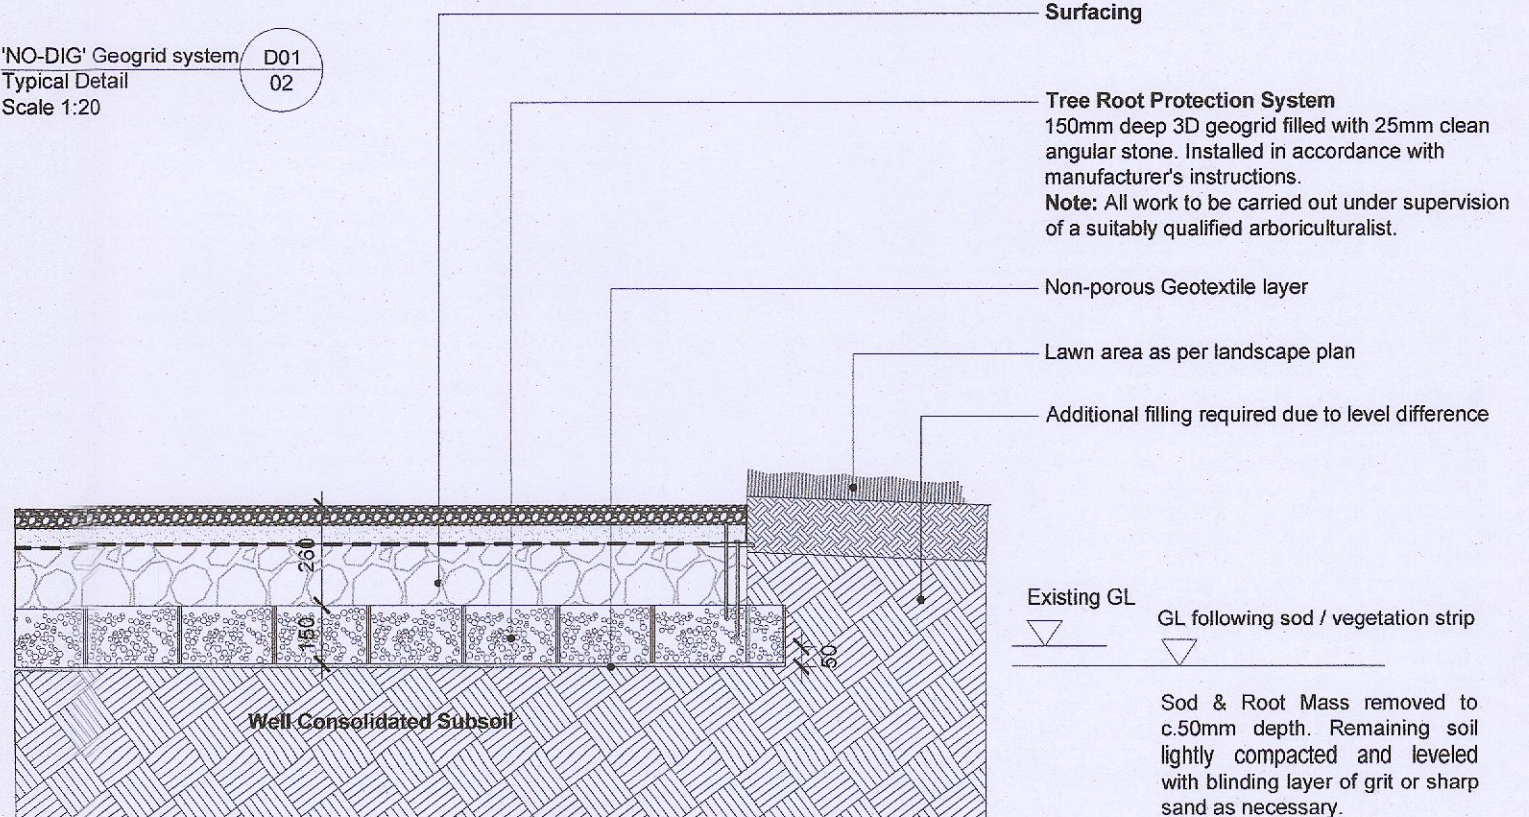 'NO-DIG' Geogrid system
Typical Detail
Scale 1:20
D01
02
Surfacing
Tree Root Protection System
150mm deep 3D geogrid filled with 25mm clean
angular stone. Installed in accordance with
manufacturer's instructions.
Note: All work to be carried out under supervision
of a suitably qualified arboriculturalist.
Non-porous Geotextile layer
Lawn area as per landscape plan
Additional filling required due to level difference
260
150
50
Existing GL
GL following sod / vegetation strip
Well Consolidated Subsoil
Sod & Root Mass removed to
c.50mm depth. Remaining soil
lightly compacted and leveled
with blinding layer of grit or sharp
sand as necessary.